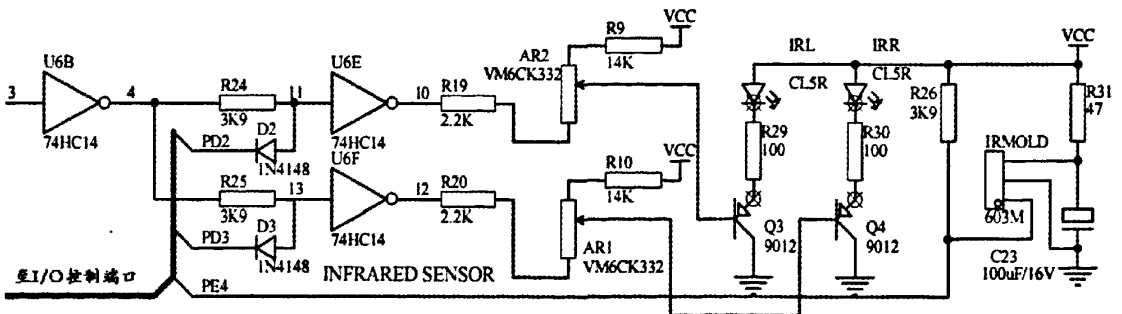 R9
VCC
14K
U6B
U6E
AR2
VM6CK332
IRL
IRR
VCC
CL5R
CL5R
3
4
R24
3K9
11
10
R19
2.2K
R26
3K9
R31
47
74HC14
PD2
D2
1N4148
74HC14
U6F
R29
100
R30
100
IRMOLD
603M
R10
VCC
14K
R25
3K9
13
12
R20
2.2K
PD3
D3
1N4148
74HC14
AR1
VM6CK332
Q3
9012
Q4
9012
C23
100uF/16V
至I/O控制端口
PE4
INFRARED SENSOR